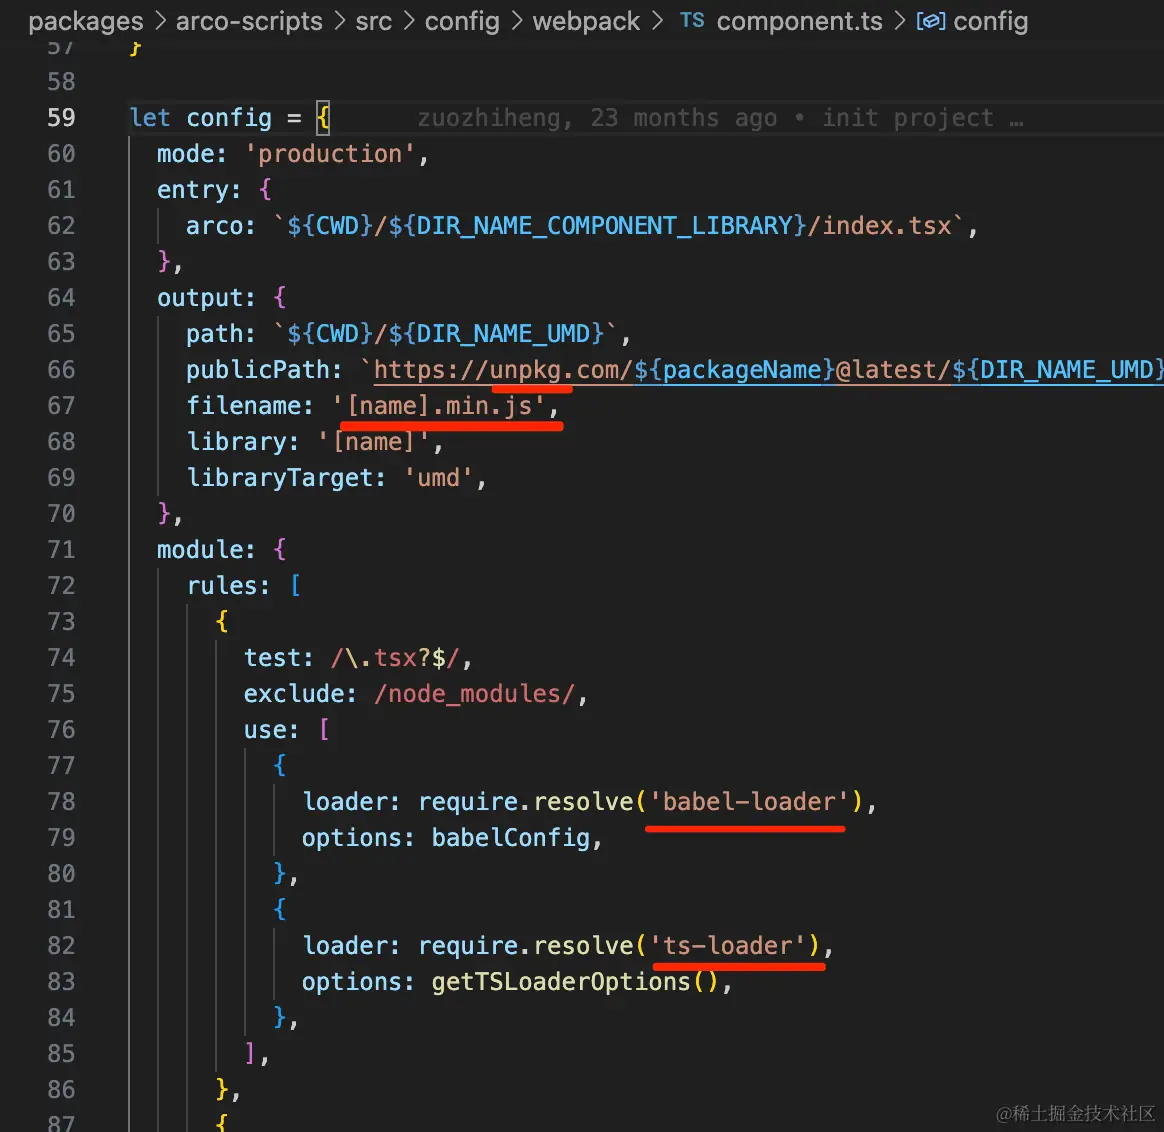 packages > arco-scripts > src > config > webpack > TS component.ts > config
57 }
58
59 let config = { zuozhiheng, 23 months ago • init project …
60 mode: 'production',
61 entry: {
62 arco: `${CWD}/${DIR_NAME_COMPONENT_LIBRARY}/index.tsx`,
63 },
64 output: {
65 path: `${CWD}/${DIR_NAME_UMD}`,
66 publicPath: `https://unpkg.com/${packageName}@latest/${DIR_NAME_UMD}
67 filename: '[name].min.js',
68 library: '[name]',
69 libraryTarget: 'umd',
70 },
71 module: {
72 rules: [
73 {
74 test: /\.tsx?$/,
75 exclude: /node_modules/,
76 use: [
77 {
78 loader: require.resolve('babel-loader'),
79 options: babelConfig,
80 },
81 {
82 loader: require.resolve('ts-loader'),
83 options: getTSLoaderOptions(),
84 },
85 ],
86 },
87 {
@稀土掘金技术社区